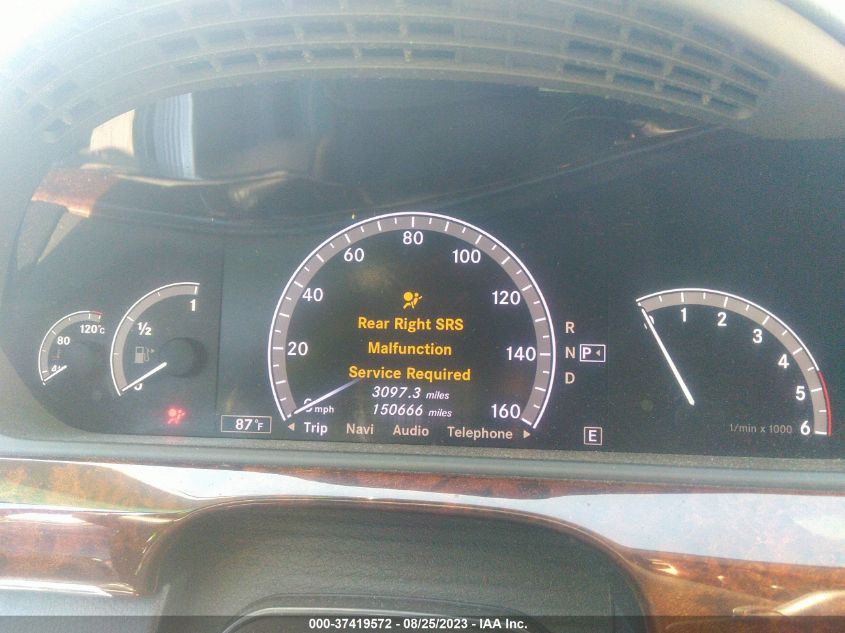 80
60
100
40
120
20
140
0 mph
160
Rear Right SRS
Malfunction
Service Required
3097.3 miles
150666 miles
Trip Navi Audio Telephone
120°C
80
1
½
0
87°F
R
N P
D
E
1
2
3
4
5
6
1/min x 1000
000-37419572 - 08/25/2023 - IAA Inc.